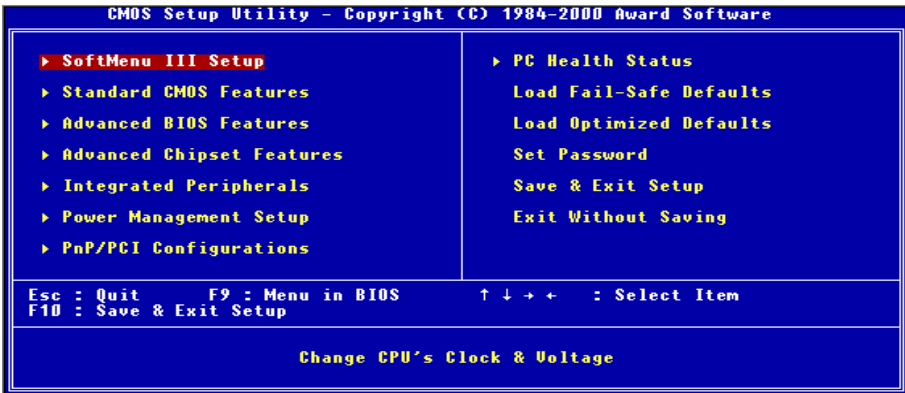 CMOS Setup Utility - Copyright (C) 1984-2000 Award Software
▸ SoftMenu III Setup
▸ Standard CMOS Features
▸ Advanced BIOS Features
▸ Advanced Chipset Features
▸ Integrated Peripherals
▸ Power Management Setup
▸ PnP/PCI Configurations
▸ PC Health Status
Load Fail-Safe Defaults
Load Optimized Defaults
Set Password
Save & Exit Setup
Exit Without Saving
Esc : Quit F9 : Menu in BIOS ↑ ↓ → ← : Select Item
F10 : Save & Exit Setup
Change CPU's Clock & Voltage